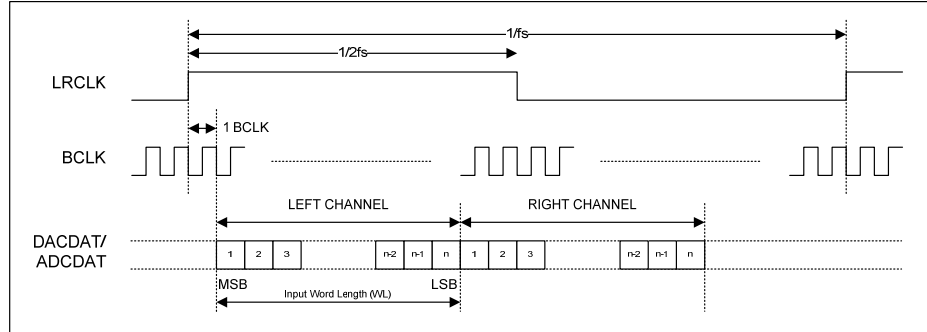 1/fs
1/2fs
LRCLK
1 BCLK
BCLK
LEFT CHANNEL RIGHT CHANNEL
DACDAT/
ADCDAT
1 2 3 n-2 n-1 n 1 2 3 n-2 n-1 n
MSB LSB
Input Word Length (WL)